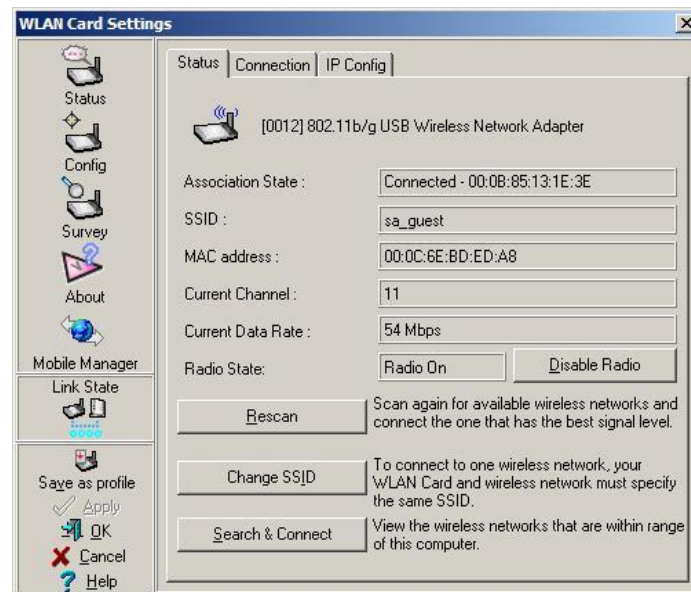 WLAN Card Settings
Status
Config
Survey
About
Mobile Manager
Link State
Save as profile
Apply
OK
Cancel
Help
Status Connection IP Config
[0012] 802.11b/g USB Wireless Network Adapter
Association State : Connected - 00:0B:85:13:1E:3E
SSID : sa_guest
MAC address : 00:0C:6E:BD:ED:A8
Current Channel : 11
Current Data Rate : 54 Mbps
Radio State: Radio On Disable Radio
Rescan
Scan again for available wireless networks and
connect the one that has the best signal level.
Change SSID
To connect to one wireless network, your
WLAN Card and wireless network must specify
the same SSID.
Search & Connect
View the wireless networks that are within range
of this computer.